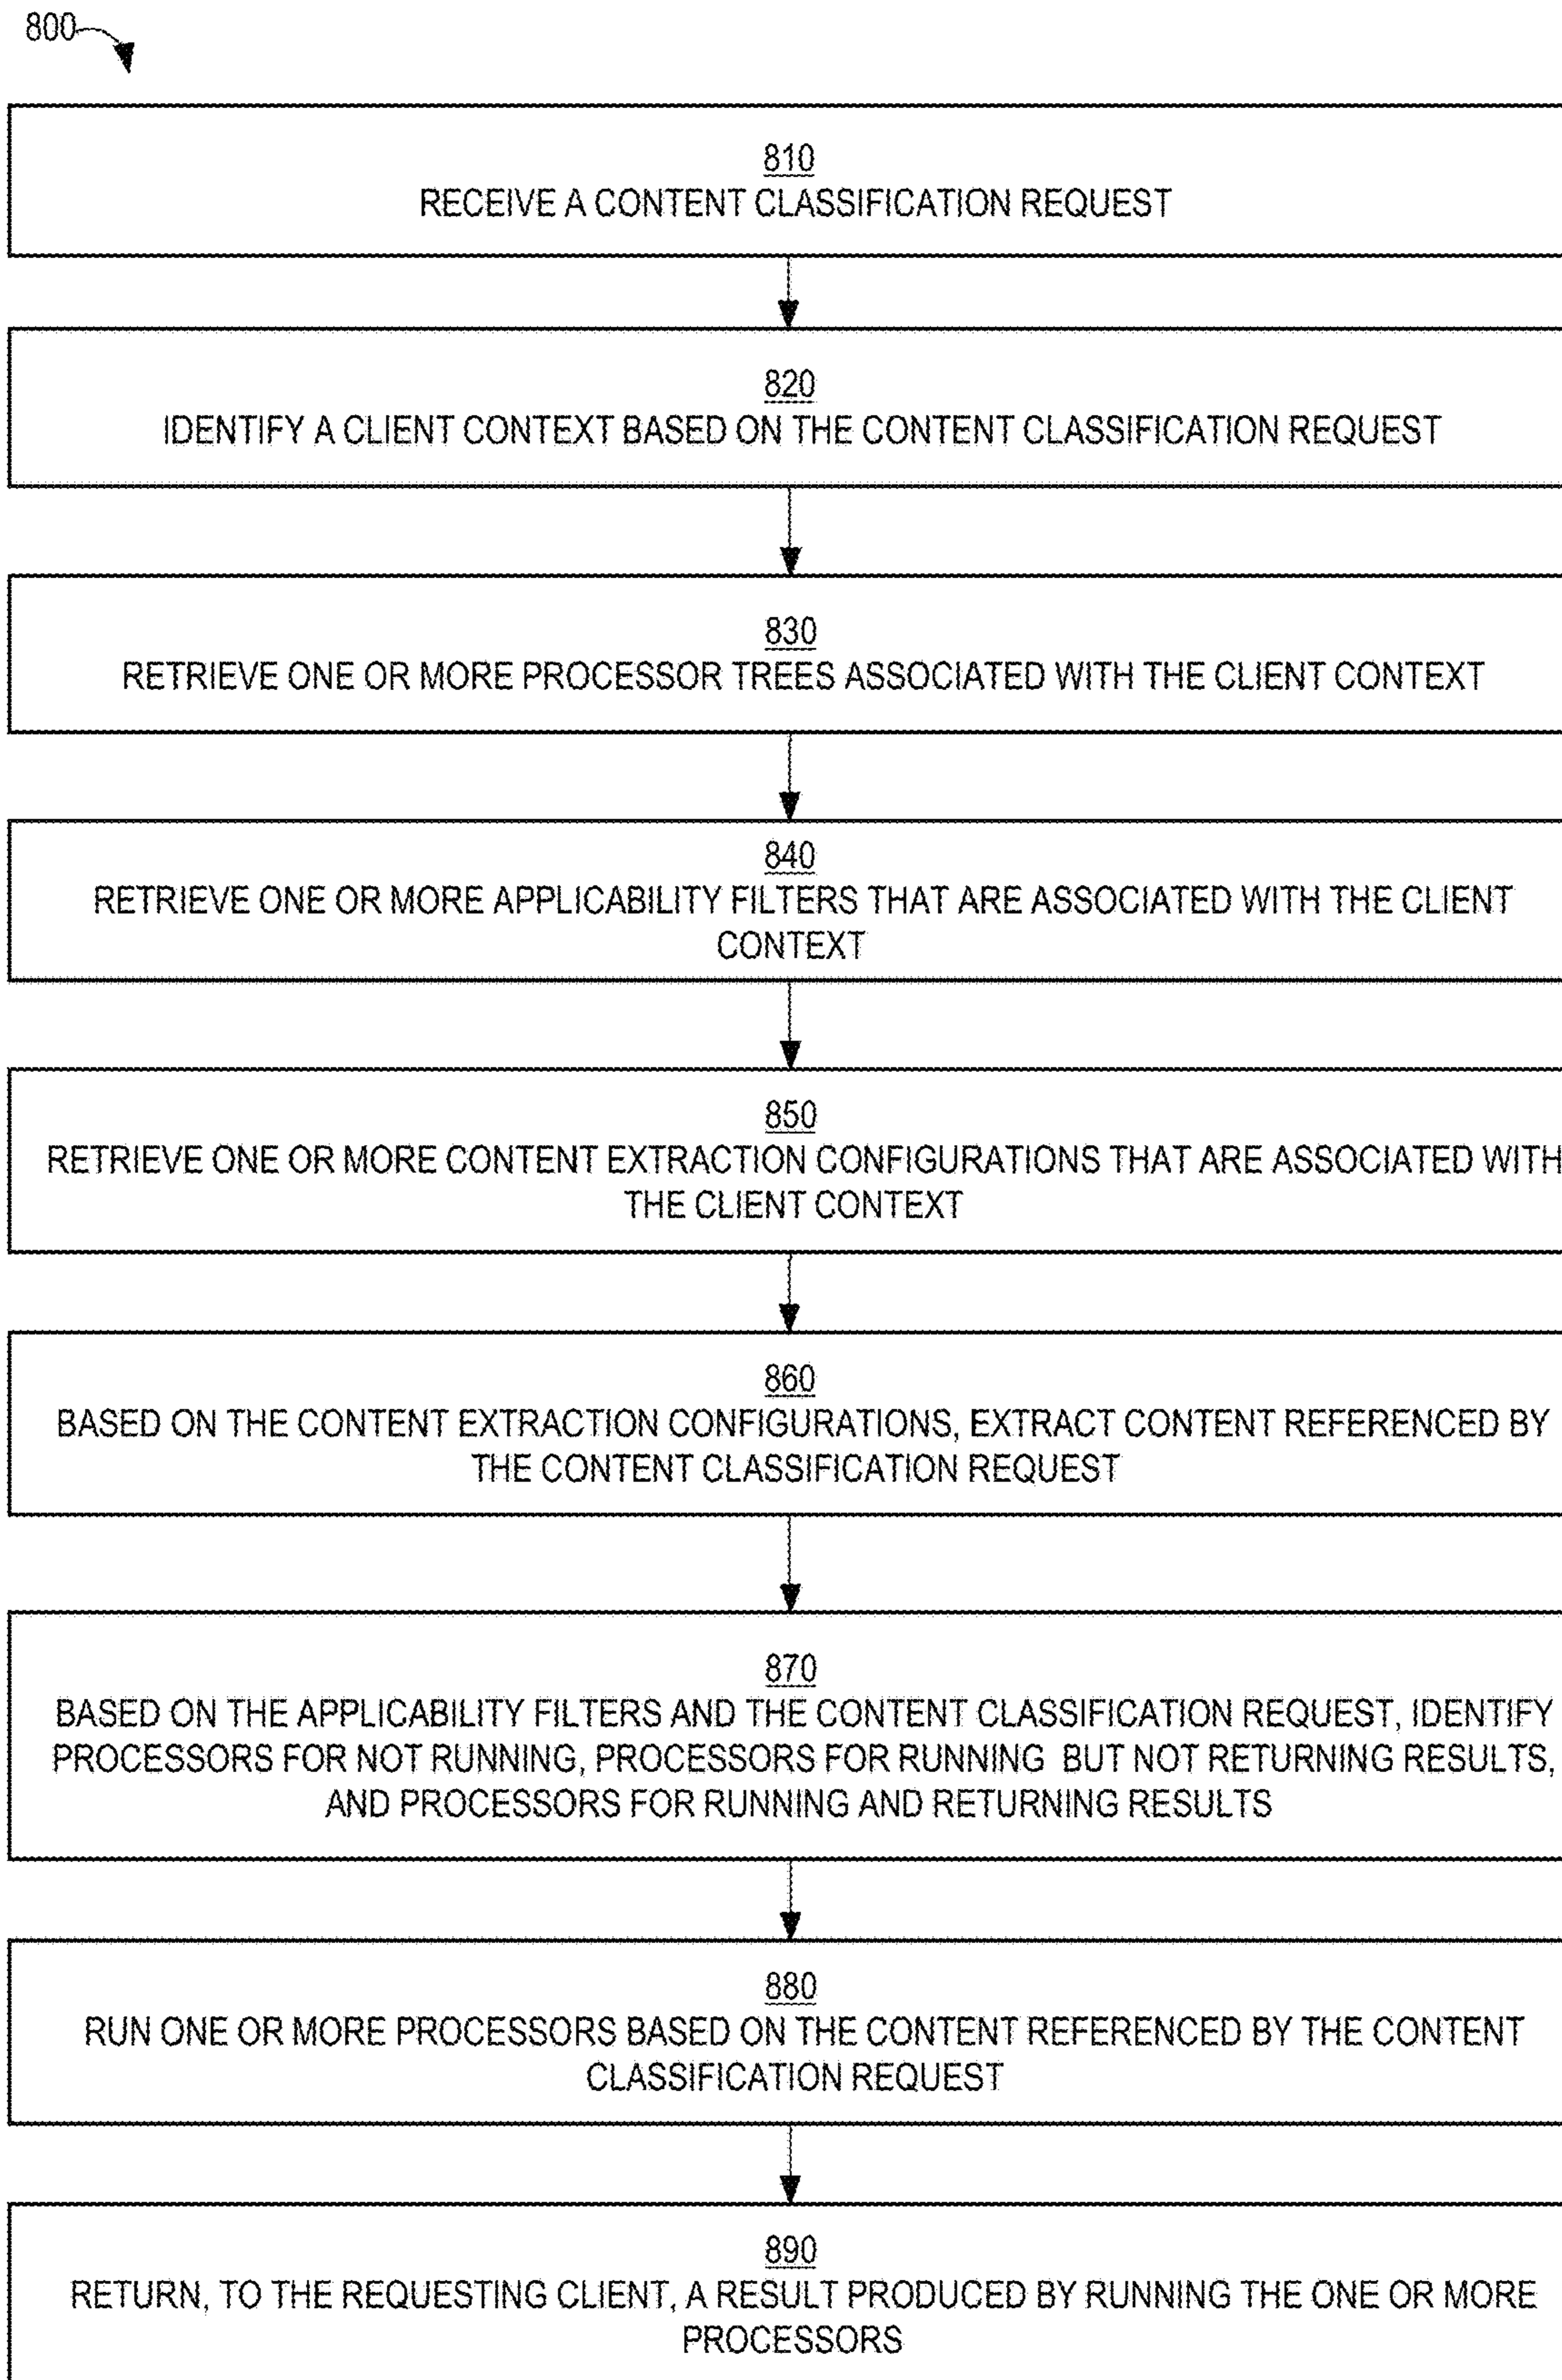 800
810
RECEIVE A CONTENT CLASSIFICATION REQUEST
820
IDENTIFY A CLIENT CONTEXT BASED ON THE CONTENT CLASSIFICATION REQUEST
830
RETRIEVE ONE OR MORE PROCESSOR TREES ASSOCIATED WITH THE CLIENT CONTEXT
840
RETRIEVE ONE OR MORE APPLICABILITY FILTERS THAT ARE ASSOCIATED WITH THE CLIENT
CONTEXT
850
RETRIEVE ONE OR MORE CONTENT EXTRACTION CONFIGURATIONS THAT ARE ASSOCIATED WITH
THE CLIENT CONTEXT
860
BASED ON THE CONTENT EXTRACTION CONFIGURATIONS, EXTRACT CONTENT REFERENCED BY
THE CONTENT CLASSIFICATION REQUEST
870
BASED ON THE APPLICABILITY FILTERS AND THE CONTENT CLASSIFICATION REQUEST, IDENTIFY
PROCESSORS FOR NOT RUNNING, PROCESSORS FOR RUNNING BUT NOT RETURNING RESULTS,
AND PROCESSORS FOR RUNNING AND RETURNING RESULTS
880
RUN ONE OR MORE PROCESSORS BASED ON THE CONTENT REFERENCED BY THE CONTENT
CLASSIFICATION REQUEST
890
RETURN, TO THE REQUESTING CLIENT, A RESULT PRODUCED BY RUNNING THE ONE OR MORE
PROCESSORS